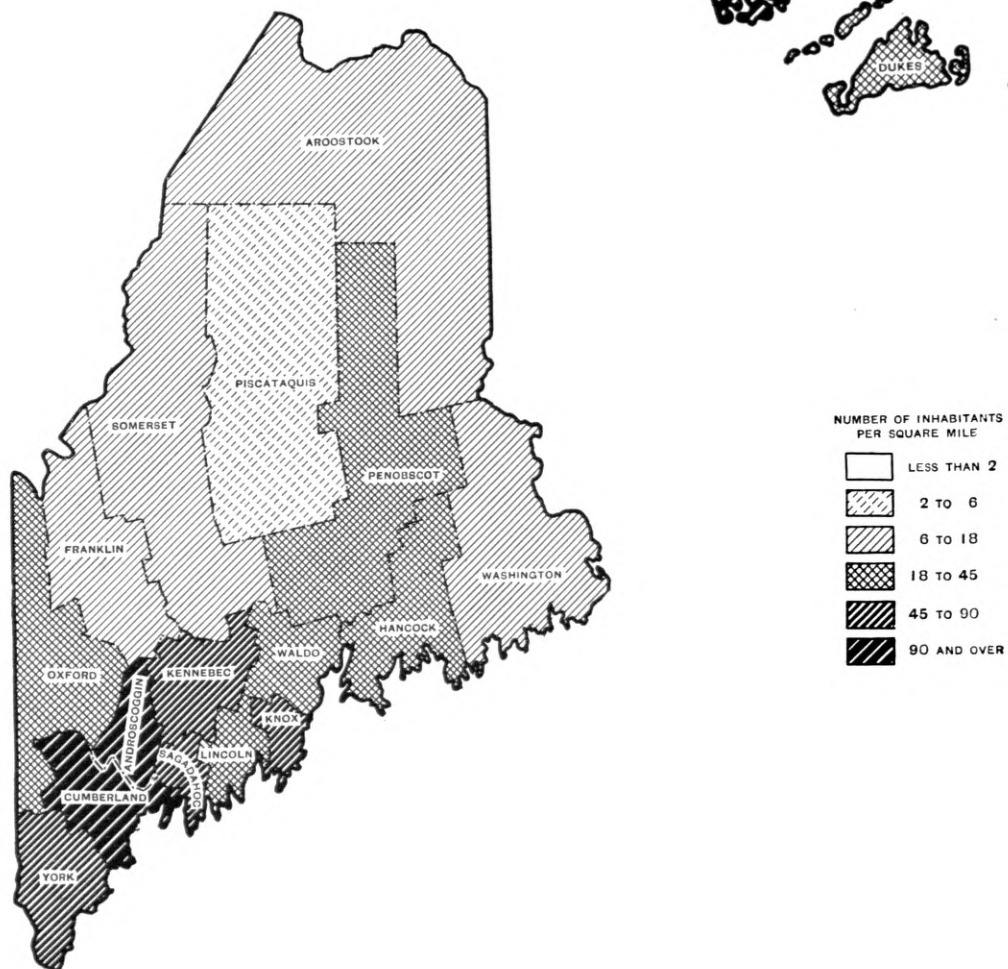 DUKES
AROOSTOOK
PISCATAQUIS
SOMERSET
PENOBSCOT
FRANKLIN
WASHINGTON
HANCOCK
WALDO
OXFORD
KENNEBEC
ANDROSCOGGIN
KNOX
SAGADAHOC
LINCOLN
CUMBERLAND
YORK
NUMBER OF INHABITANTS
PER SQUARE MILE
LESS THAN 2
2 TO 6
6 TO 18
18 TO 45
45 TO 90
90 AND OVER